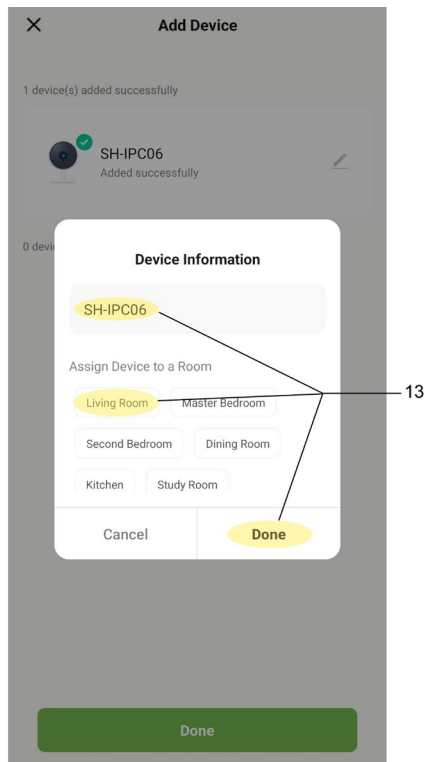 Add Device
1 device(s) added successfully
SH-IPC06
Added successfully
0 devi
Device Information
SH-IPC06
Assign Device to a Room
Living Room Master Bedroom
13
Second Bedroom Dining Room
Kitchen Study Room
Cancel Done
Done